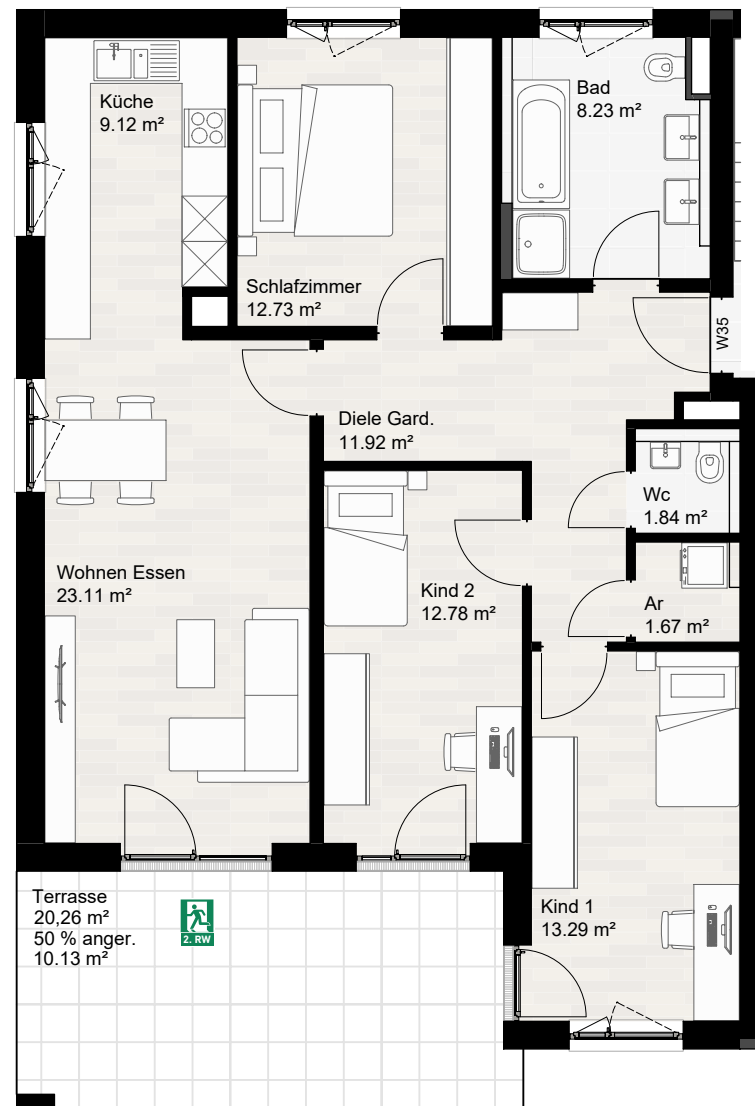 Küche
9.12 m²
Bad
8.23 m²
Schlafzimmer
12.73 m²
W35
Diele Gard.
11.92 m²
Wc
1.84 m²
Wohnen Essen
23.11 m²
Kind 2
12.78 m²
Ar
1.67 m²
Terrasse
20,26 m²
50 % anger.
10.13 m²
2. RW
Kind 1
13.29 m²